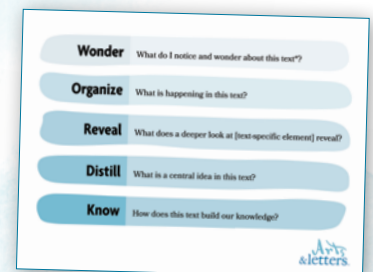 Wonder What do I notice and wonder about this text*?
Organize What is happening in this text?
Reveal What does a deeper look at [text-specific element] reveal?
Distill What is a central idea in this text?
Know How does this text build our knowledge?
Arts
&letters